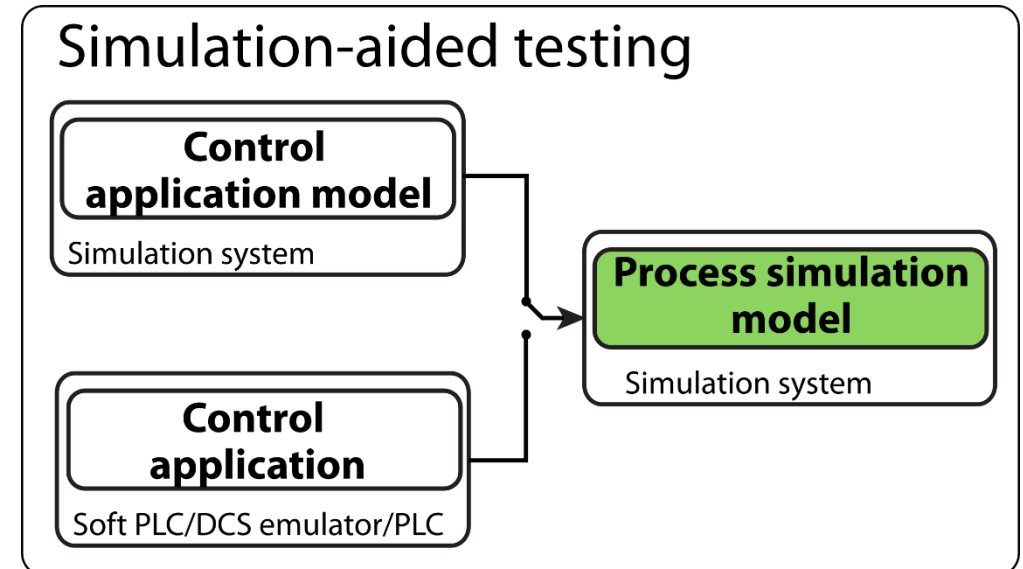 Simulation-aided testing
Control
application model
Simulation system
Process simulation
model
Simulation system
Control
application
Soft PLC/DCS emulator/PLC